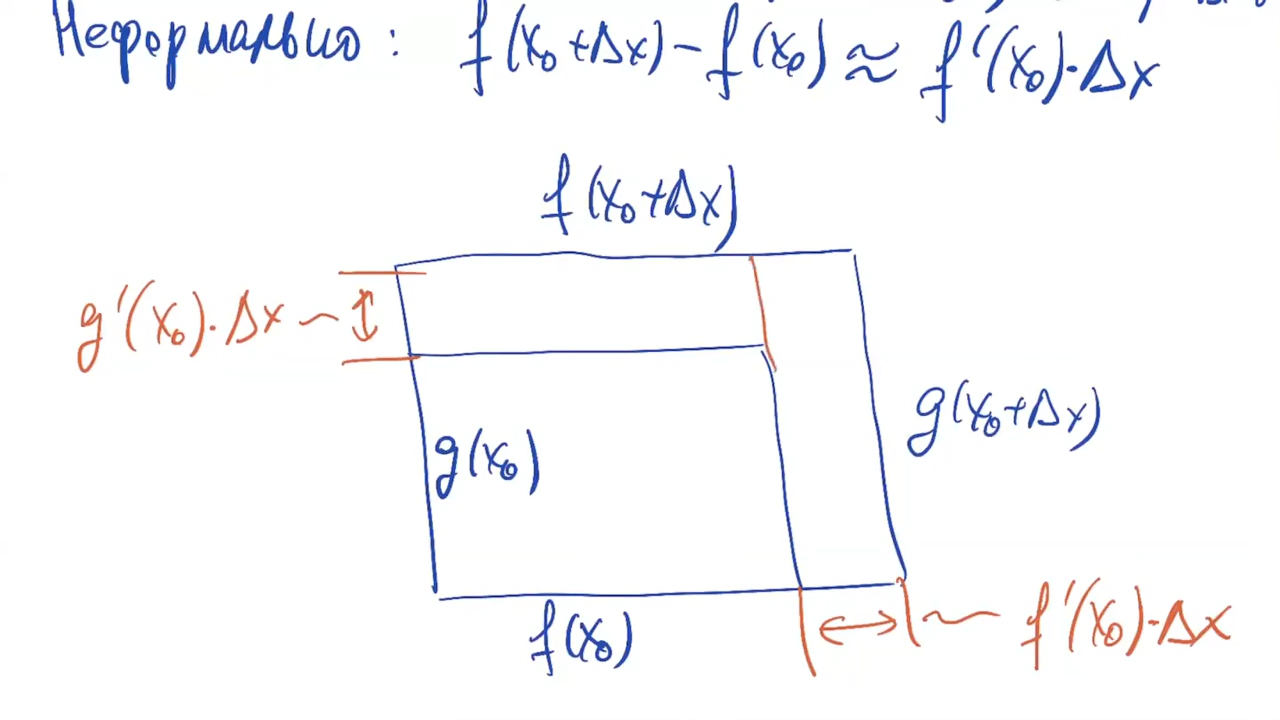 Неформально: f(x₀+Δx)-f(x₀)≈f'(x₀)·Δx
f(x₀+Δx)
g'(x₀)·Δx ~
g(x₀+Δx)
g(x₀)
f(x₀)
~ f'(x₀)·Δx